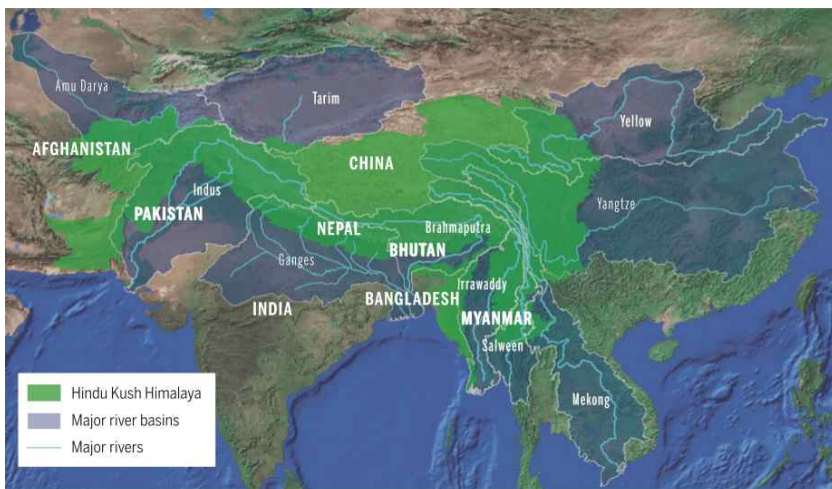 Amu Darya
Tarim
Yellow
AFGHANISTAN
CHINA
Indus
PAKISTAN
Yangtze
NEPAL
Brahmaputra
BHUTAN
Ganges
Irrawaddy
BANGLADESH
INDIA
MYANMAR
Salween
Mekong
Hindu Kush Himalaya
Major river basins
Major rivers